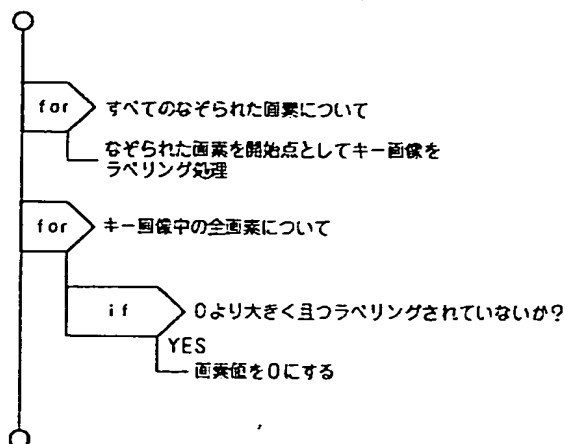 for すべてのなぞられた画素について
なぞられた画素を開始点としてキー画像を
ラベリング処理
for キー画像中の全画素について
if 0より大きく且つラベリングされていないか?
YES
画素値を0にする